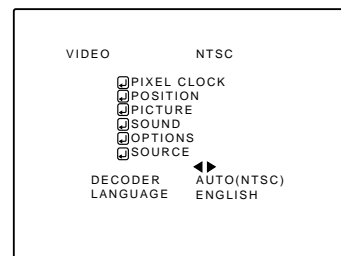 VIDEO NTSC
PIXEL CLOCK
POSITION
PICTURE
SOUND
OPTIONS
SOURCE
DECODER AUTO(NTSC)
LANGUAGE ENGLISH